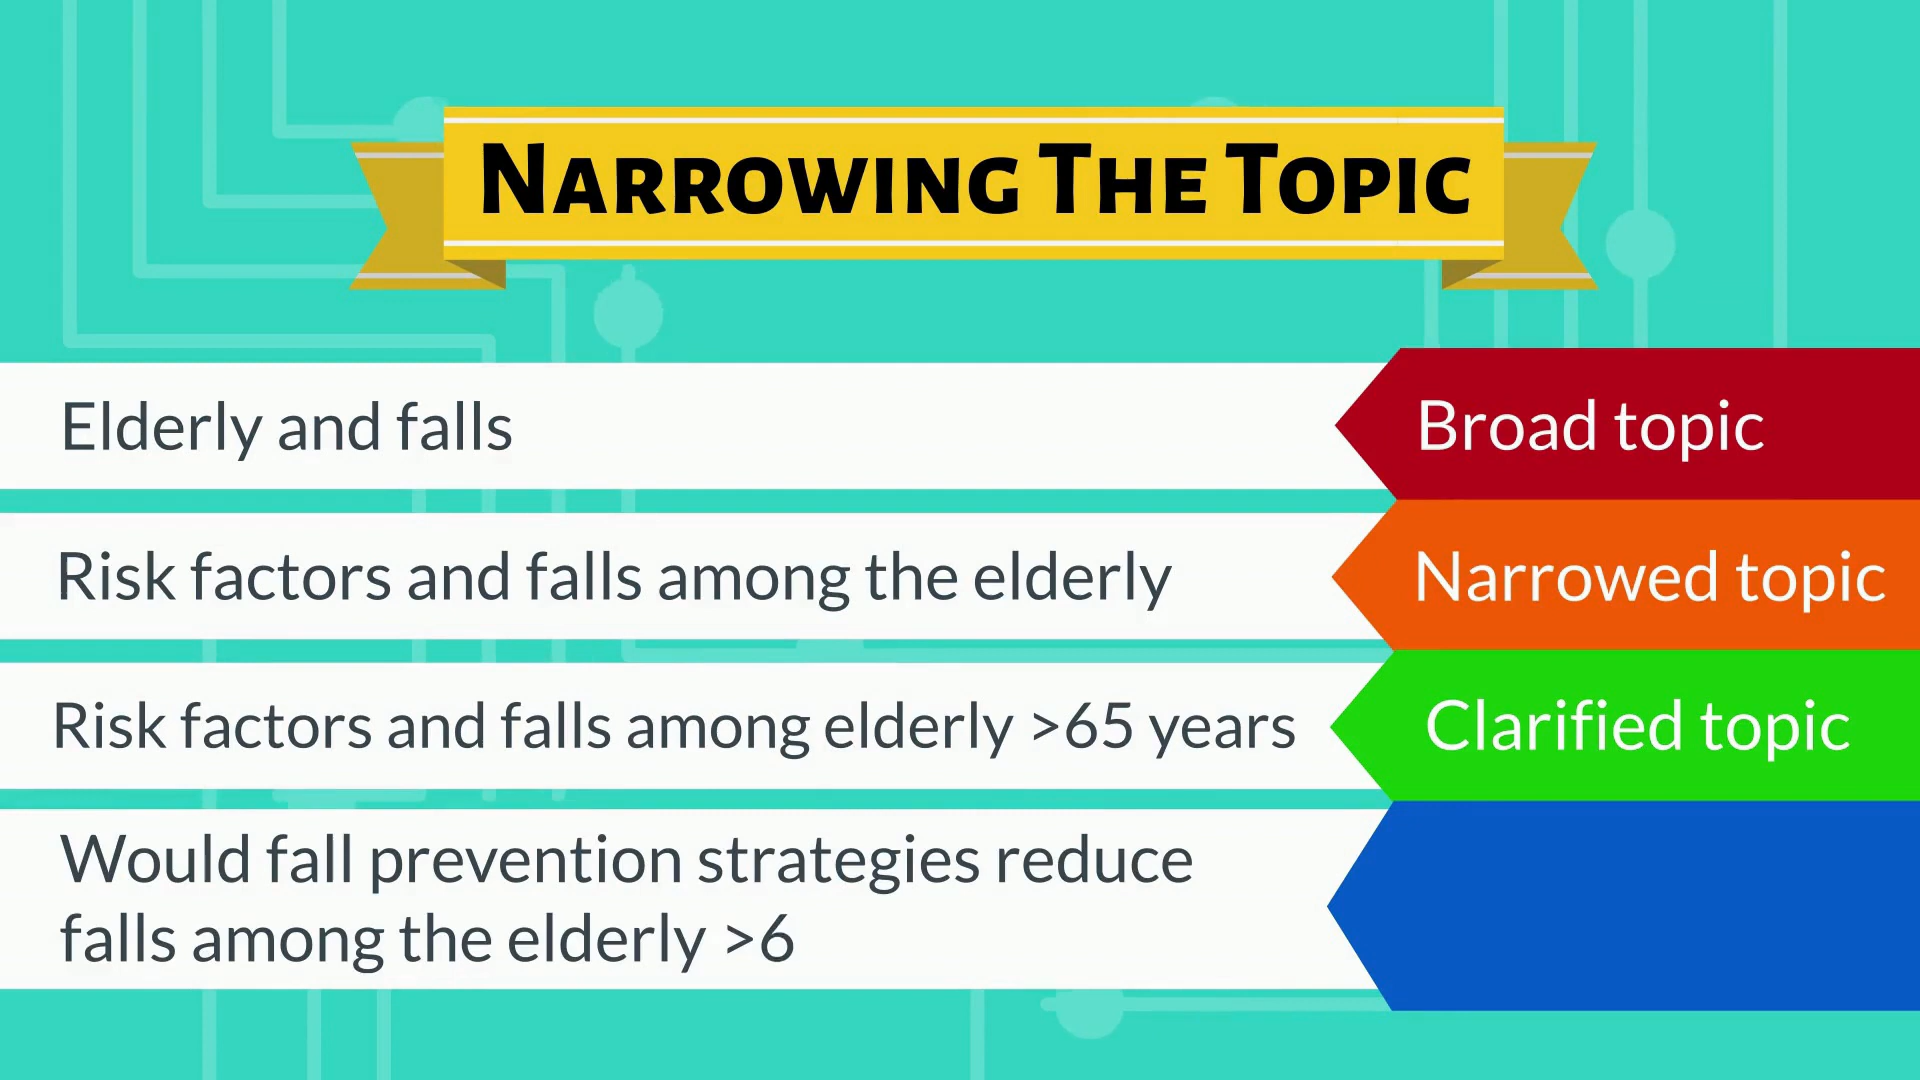 NARROWING THE TOPIC
Elderly and falls
Broad topic
Risk factors and falls among the elderly
Narrowed topic
Risk factors and falls among elderly >65 years
Clarified topic
Would fall prevention strategies reduce
falls among the elderly >6